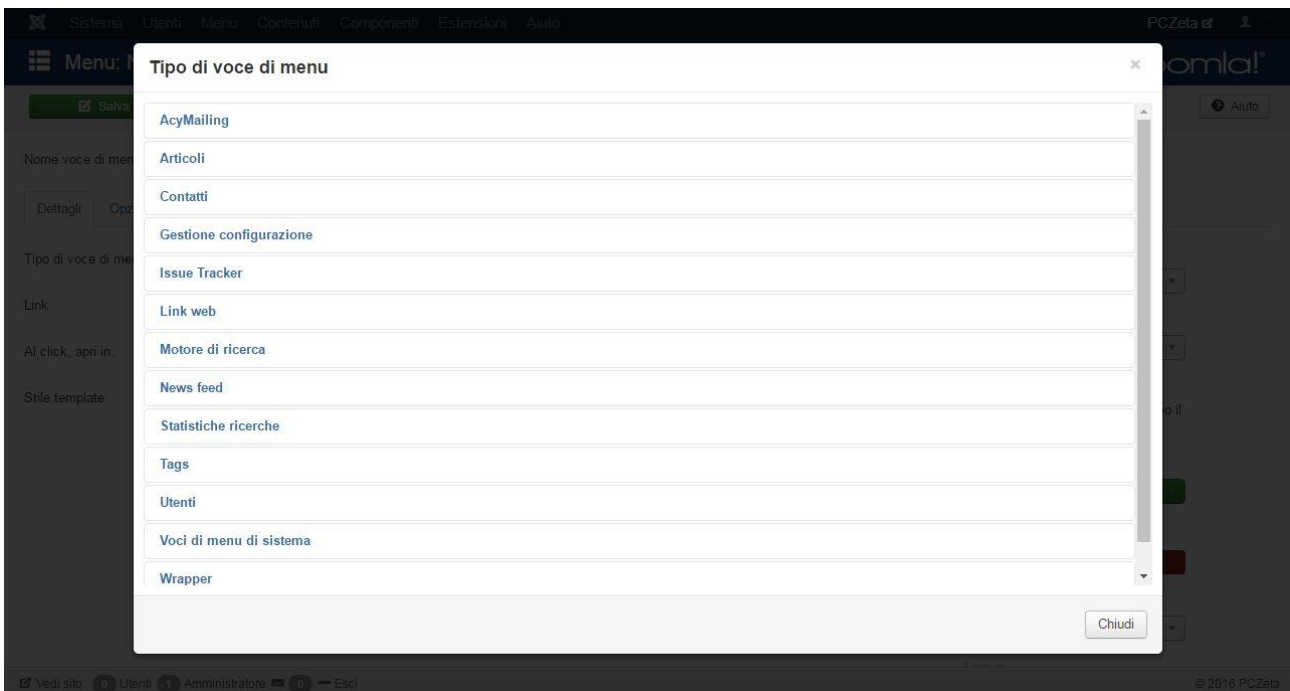 Sistema Utenti Menu Contenuti Componenti Estensioni Aiuto PCZeta
Menu: omla!®
Tipo di voce di menu ×
Salva Aiuto
AcyMailing
Nome voce di men
Articoli
Contatti
Dettagli Opz
Gestione configurazione
Tipo di voce di me
Issue Tracker
Link
Link web
Al click, apri in:
Motore di ricerca
News feed
Stile template
o il
Statistiche ricerche
Tags
Utenti
Voci di menu di sistema
Wrapper
Chiudi
Vedi sito 0 Utenti 1 Amministratore 0 Esci © 2016 PCZeta